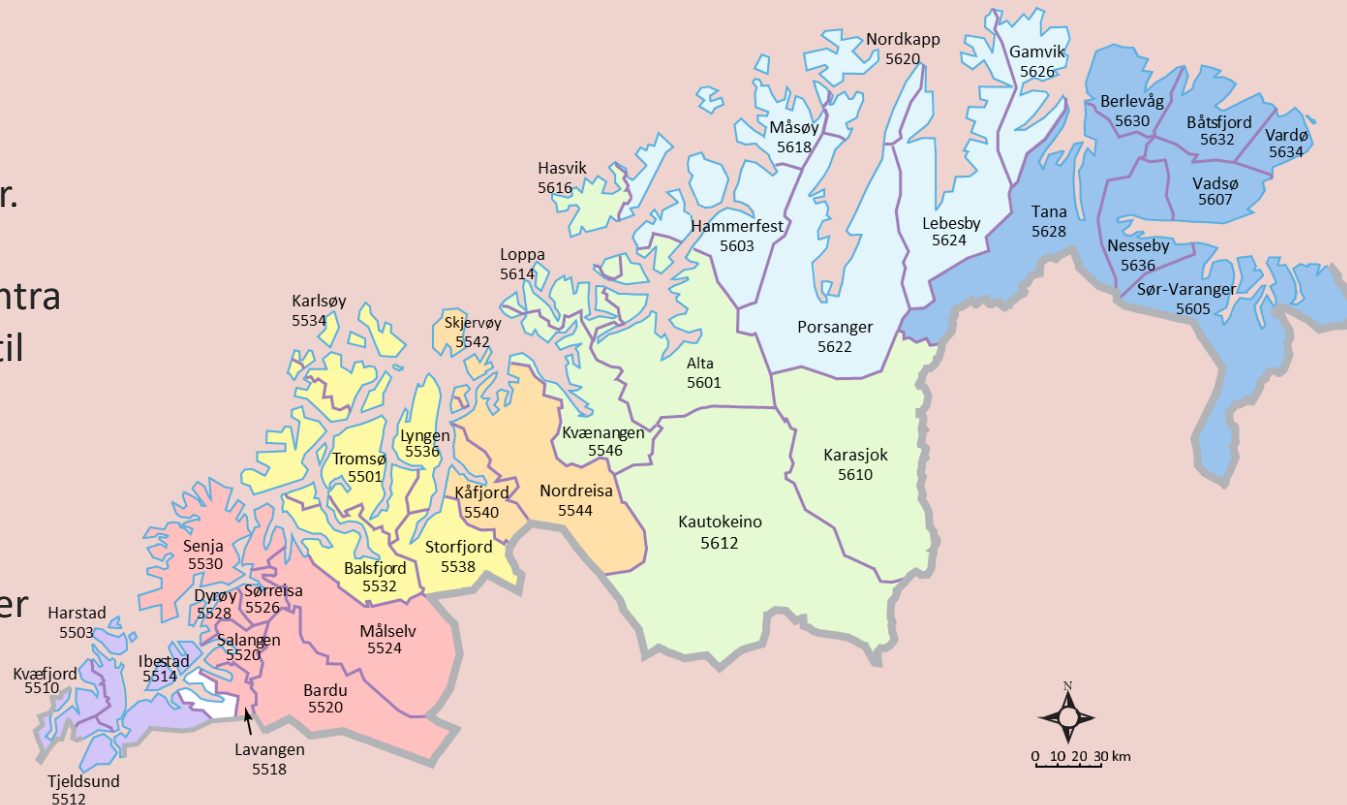 r.
ntra
til
er
Nordkapp
5620
Gamvik
5626
Berlevåg
5630
Båtsfjord
5632
Vardø
5634
Måsøy
5618
Hasvik
5616
Vadsø
5607
Tana
5628
Hammerfest
5603
Lebesby
5624
Nesseby
5636
Loppa
5614
Sør-Varanger
5605
Karlsøy
5534
Skjervøy
5542
Porsanger
5622
Alta
5601
Lyngen
5536
Kvænangen
5546
Tromsø
5501
Karasjok
5610
Kåfjord
5540
Nordreisa
5544
Kautokeino
5612
Senja
5530
Storfjord
5538
Balsfjord
5532
Dyrøy
5528
Sørreisa
5526
Harstad
5503
Målselv
5524
Salangen
5520
Ibestad
5514
Kvæfjord
5510
Bardu
5520
Lavangen
5518
Tjeldsund
5512
N
0 10 20 30 km